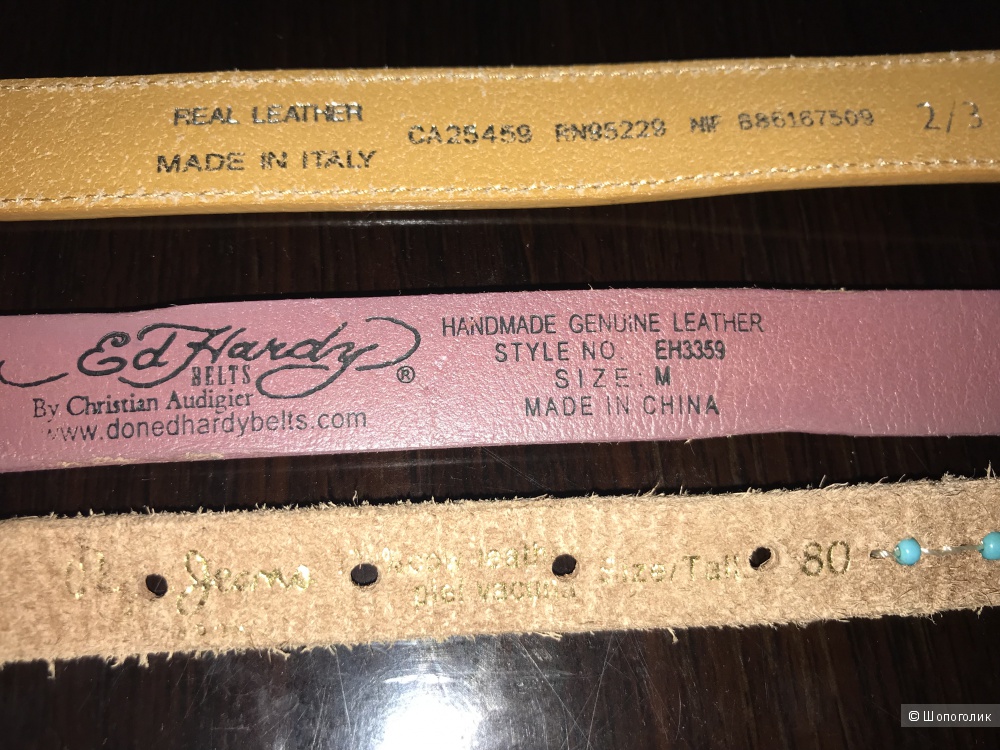 REAL LEATHER
MADE IN ITALY
CA25459 RN95229 NIF 886167509 2/3
Ed Hardy
BELTS
®
By Christian Audigier
www.donedhardybelts.com
HANDMADE GENUINE LEATHER
STYLE NO. EH3359
SIZE: M
MADE IN CHINA
Jeans
80
© Шопоголик